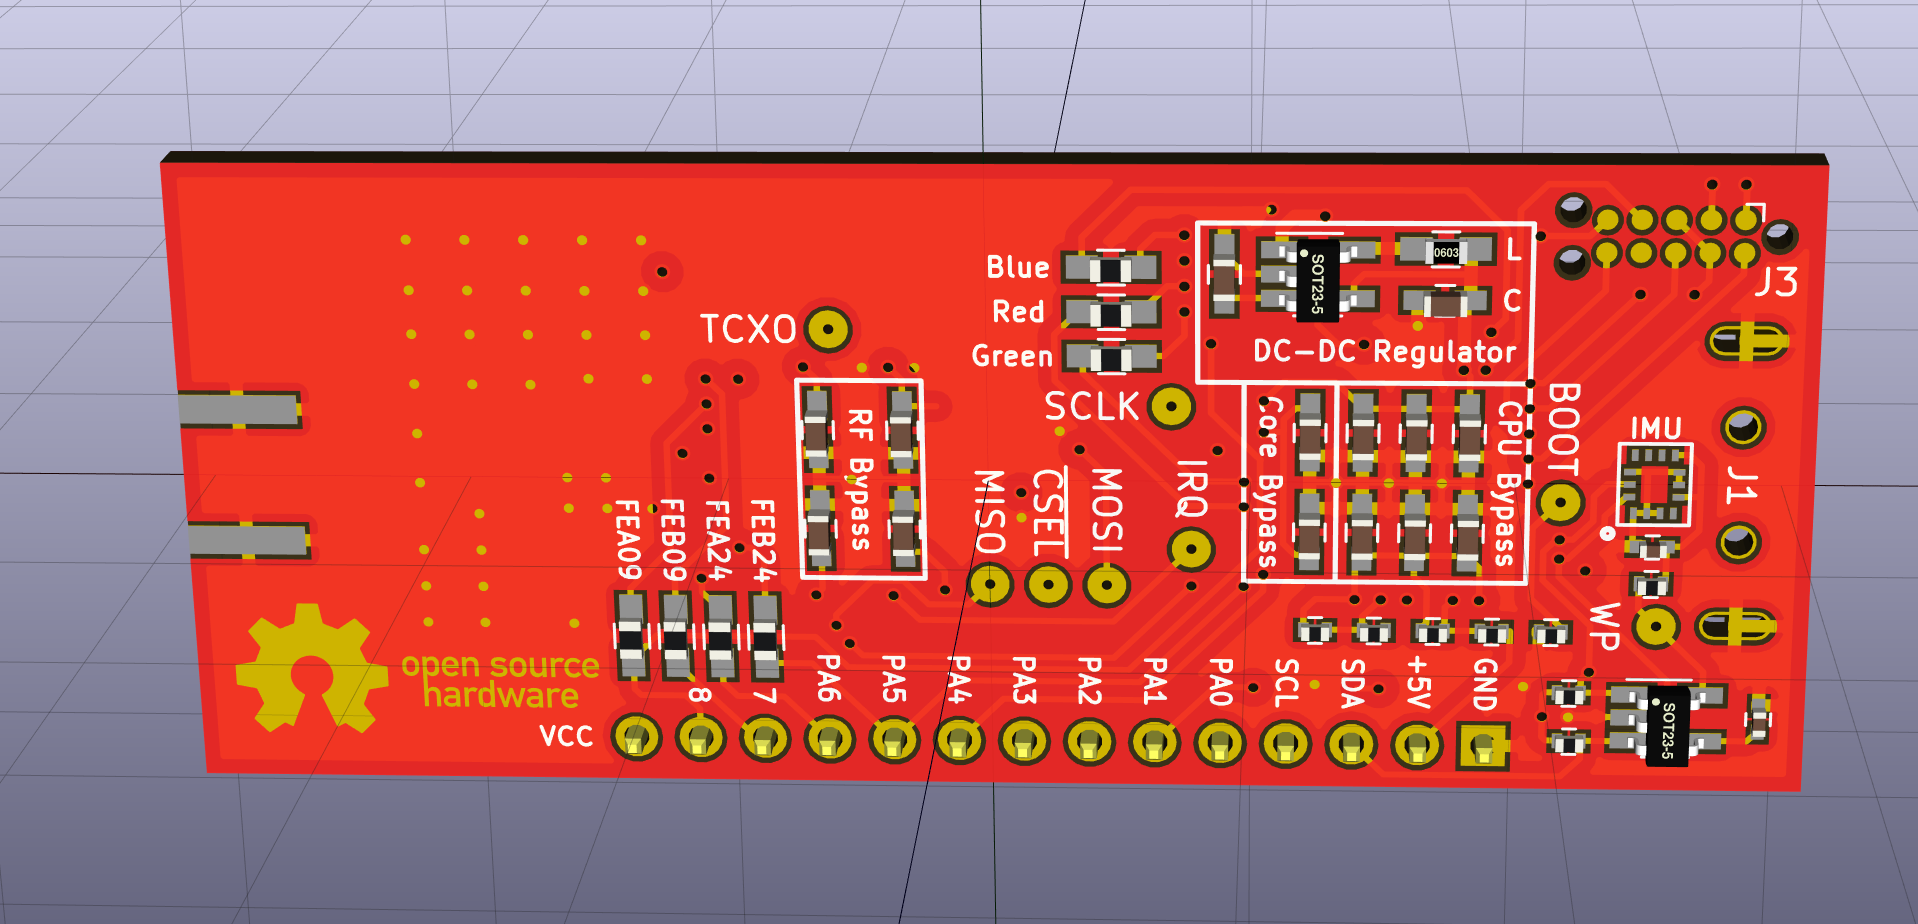 Blue
Red
Green
TCXO
SCLK
SOT23-5
0603
L
C
DC-DC Regulator
J3
RF Bypass
MISO
CSEL
MOSI
IRQ
Core Bypass
CPU Bypass
BOOT
IMU
J1
WP
FEA09
FEB09
FEA24
FEB24
open source
hardware
VCC
8
7
PA6
PA5
PA4
PA3
PA2
PA1
PA0
SCL
SDA
+5V
GND
SOT23-5